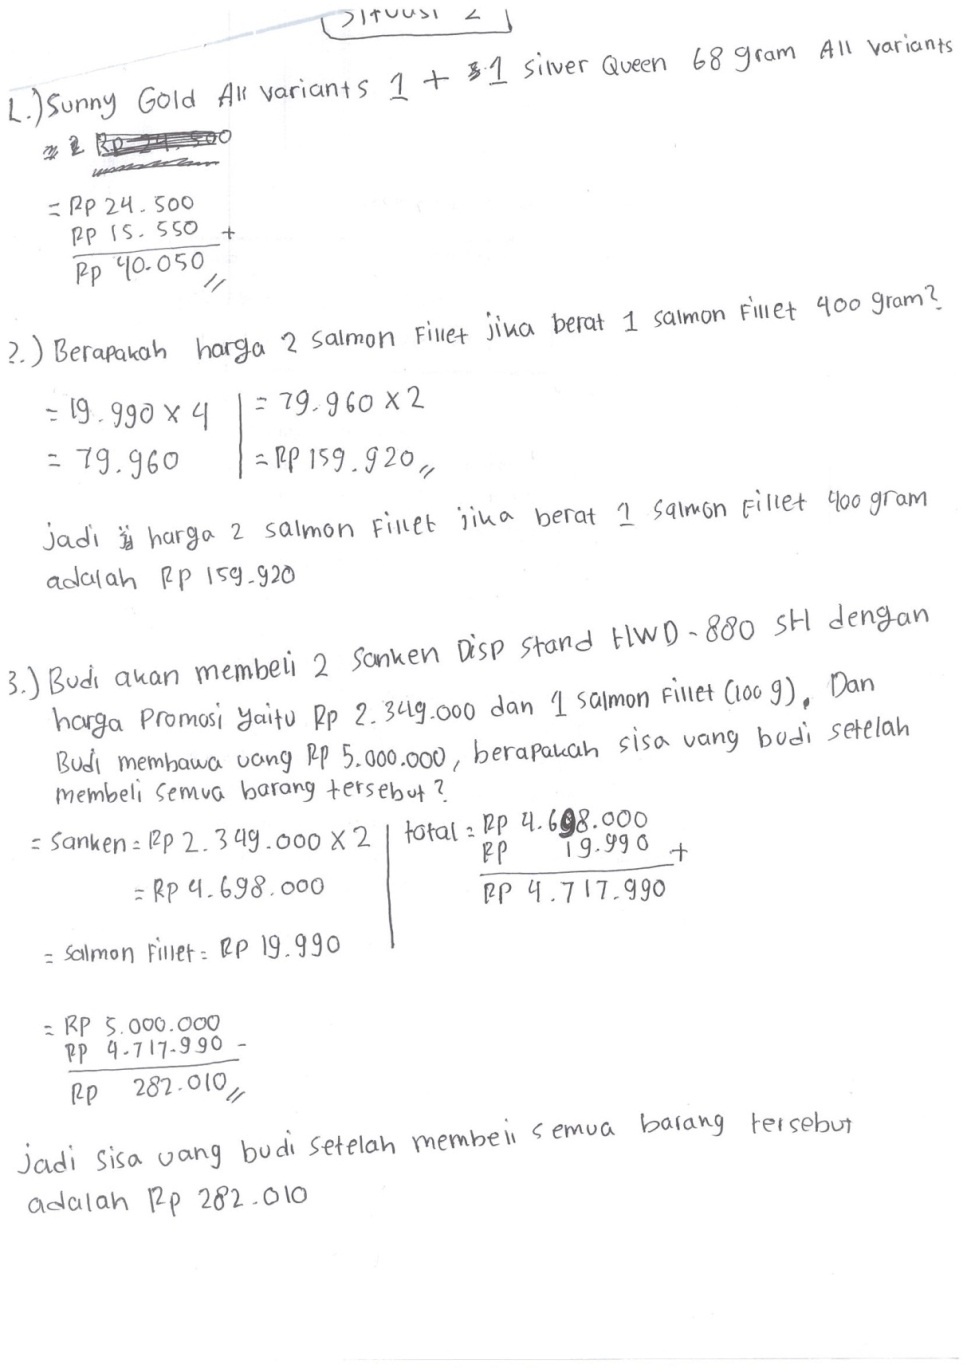 Situasi 2
1.) Sunny Gold All variants 1 + 1 silver Queen 68 gram All variants
Rp 24.500
= Rp 24.500
Rp 15.550 +
Rp 40.050 //
2.) Berapakah harga 2 salmon Fillet jika berat 1 salmon Fillet 400 gram?
= 19.990 x 4 | = 79.960 x 2
= 79.960 | = Rp 159.920 //
jadi harga 2 salmon Fillet jika berat 1 salmon Fillet 400 gram
adalah Rp 159.920
3.) Budi akan membeli 2 Sanken Disp Stand HWD - 880 SH dengan
harga Promosi yaitu Rp 2.349.000 dan 1 salmon Fillet (100 g), Dan
Budi membawa uang Rp 5.000.000, berapakah sisa uang budi setelah
membeli semua barang tersebut?
= Sanken = Rp 2.349.000 x 2
= Rp 4.698.000
= Salmon Fillet = Rp 19.990
total = Rp 4.698.000
Rp 19.990 +
Rp 4.717.990
= Rp 5.000.000
Rp 4.717.990 -
Rp 282.010 //
jadi sisa uang budi setelah membeli semua barang tersebut
adalah Rp 282.010